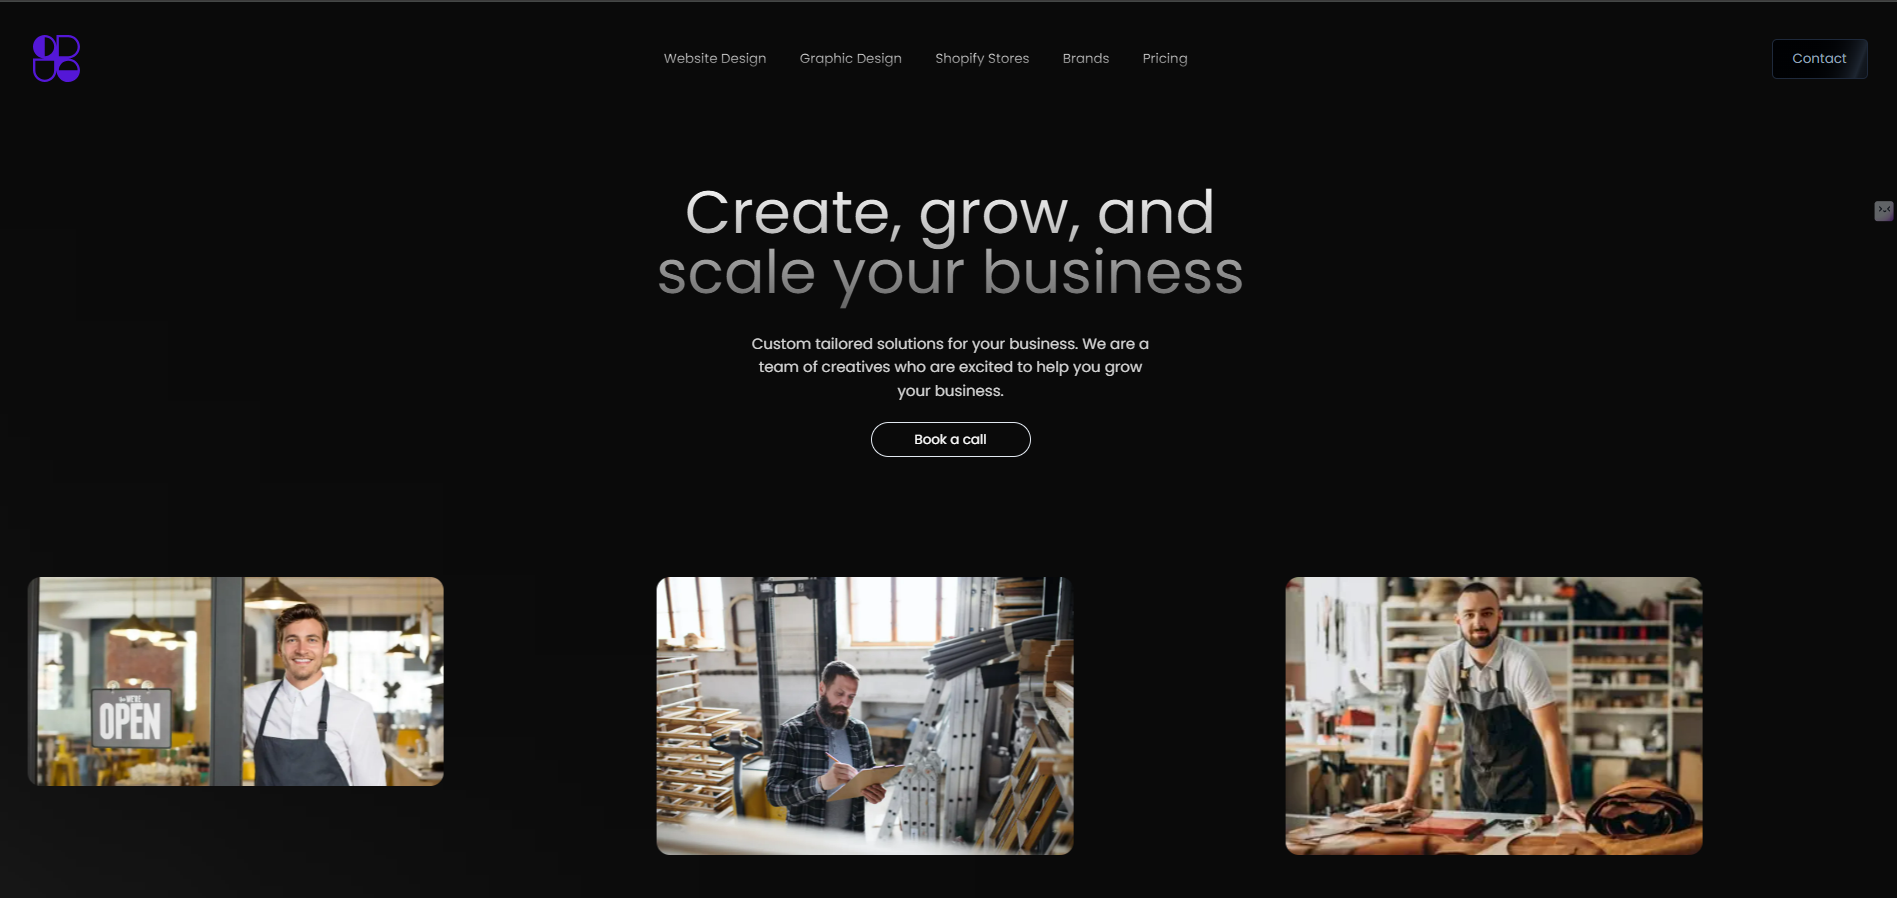 Website Design
Graphic Design
Shopify Stores
Brands
Pricing
Contact
Create, grow, and
scale your business
Custom tailored solutions for your business. We are a
team of creatives who are excited to help you grow
your business.
Book a call
WE'RE
OPEN